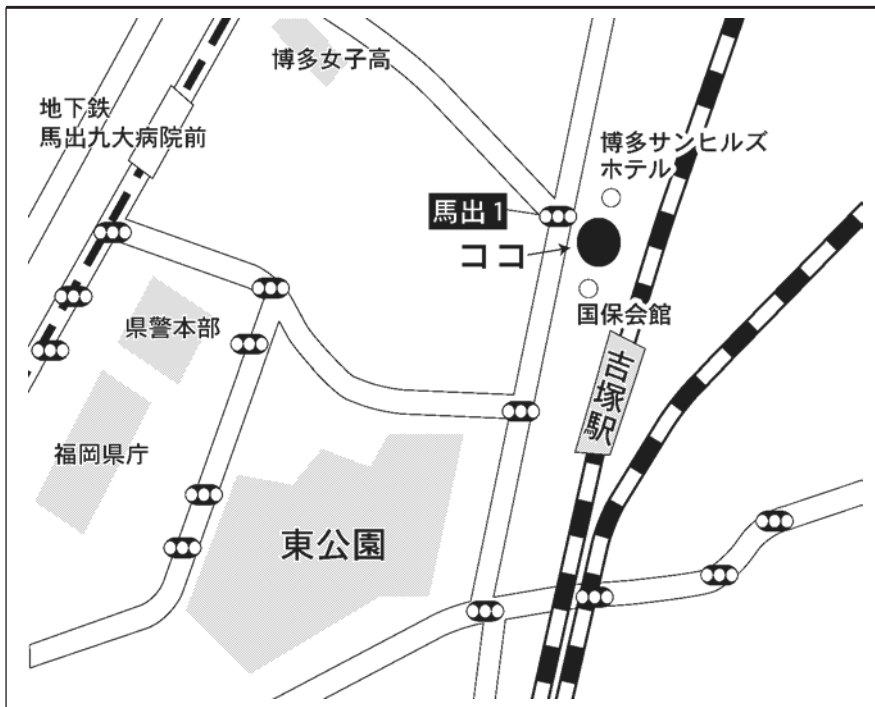 博多女子高
地下鉄
馬出九大病院前
博多サンヒルズ
ホテル
馬出1
ココ
国保会館
県警本部
吉塚駅
福岡県庁
東公園